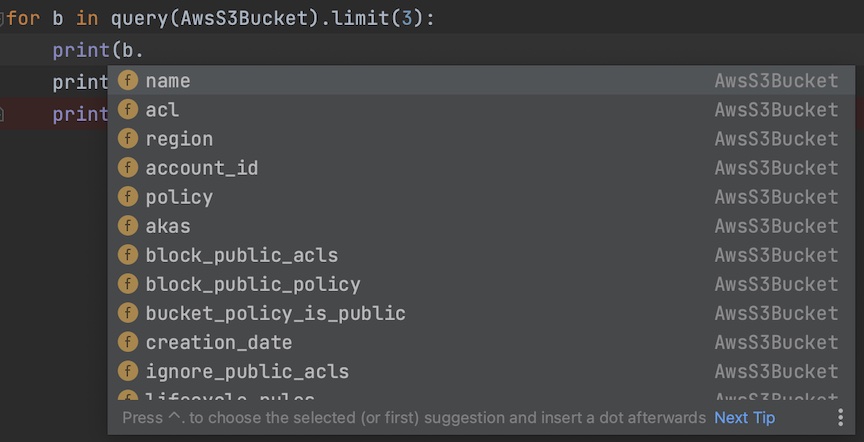 for b in query(AwsS3Bucket).limit(3):
print(b.
print
print
f name AwsS3Bucket
f acl AwsS3Bucket
f region AwsS3Bucket
f account_id AwsS3Bucket
f policy AwsS3Bucket
f akas AwsS3Bucket
f block_public_acls AwsS3Bucket
f block_public_policy AwsS3Bucket
f bucket_policy_is_public AwsS3Bucket
f creation_date AwsS3Bucket
f ignore_public_acls AwsS3Bucket
f lifecycle_rules AwsS3Bucket
Press ^. to choose the selected (or first) suggestion and insert a dot afterwards Next Tip